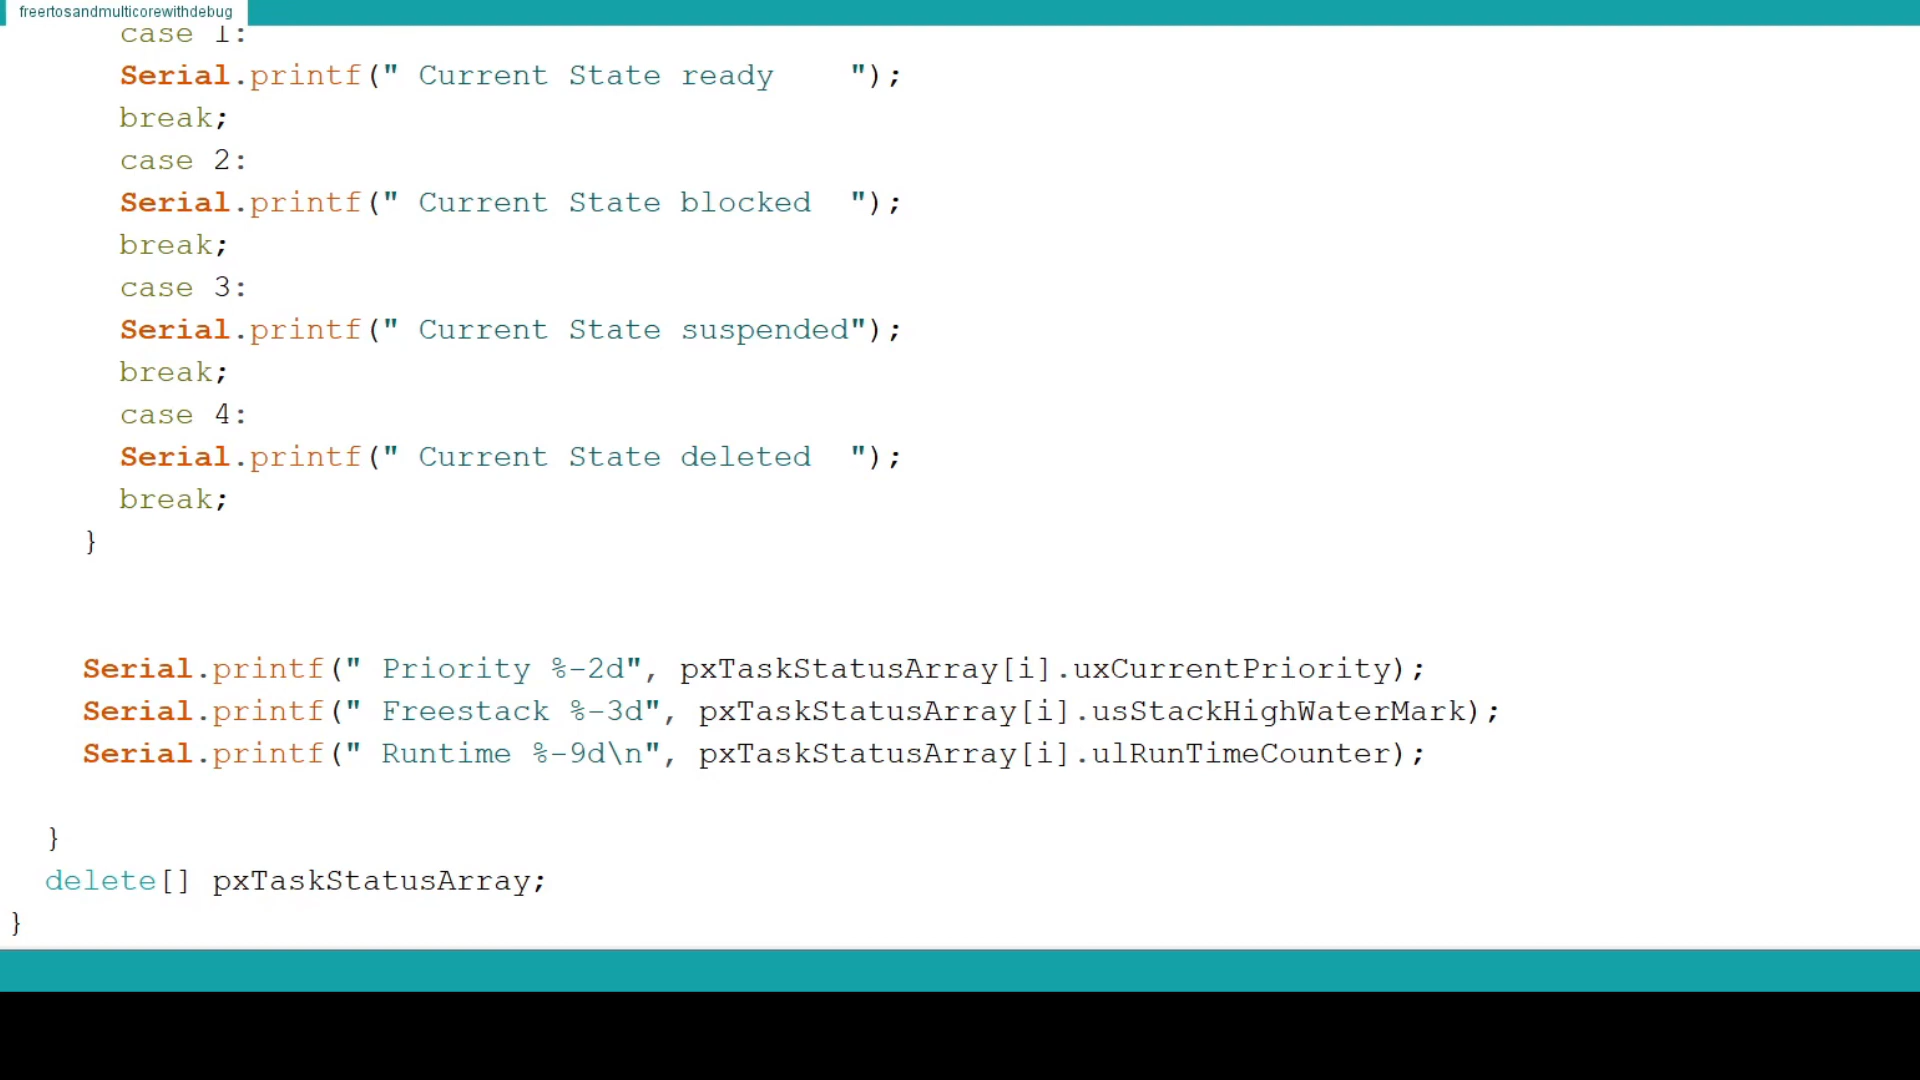 freertosandmulticorewithdebug
case 1:
Serial.printf(" Current State ready    ");
break;
case 2:
Serial.printf(" Current State blocked  ");
break;
case 3:
Serial.printf(" Current State suspended");
break;
case 4:
Serial.printf(" Current State deleted  ");
break;
}
Serial.printf(" Priority %-2d", pxTaskStatusArray[i].uxCurrentPriority);
Serial.printf(" Freestack %-3d", pxTaskStatusArray[i].usStackHighWaterMark);
Serial.printf(" Runtime %-9d\n", pxTaskStatusArray[i].ulRunTimeCounter);
}
delete[] pxTaskStatusArray;
}